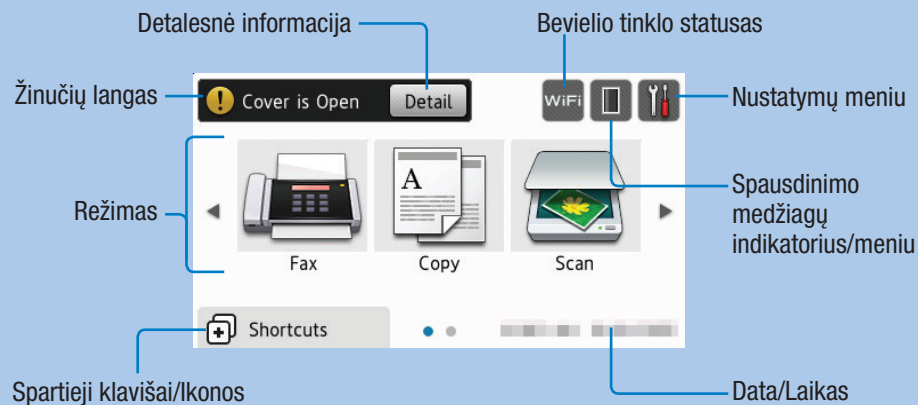 Detalesnė informacija
Bevielio tinklo statusas
Žinučių langas
Cover is Open
Detail
WiFi
Nustatymų meniu
Režimas
A
Spausdinimo
medžiagų
indikatorius/meniu
Fax
Copy
Scan
Shortcuts
Spartieji klavišai/Ikonos
Data/Laikas